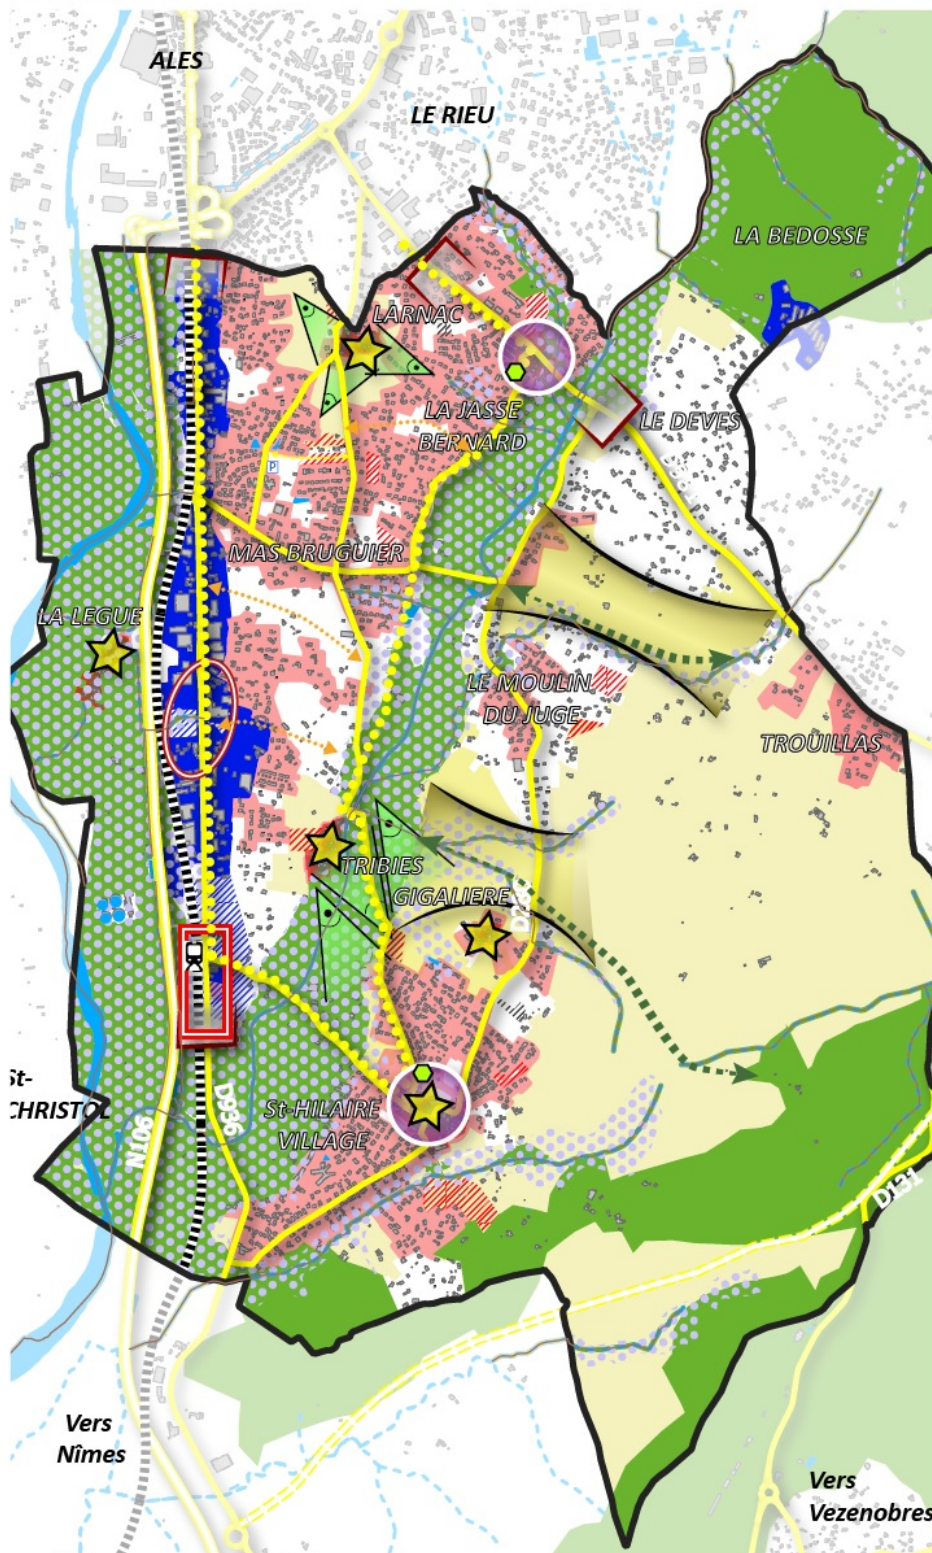 ALES
LE RIEU
LA BEDOSSE
LARNAC
LA JASSE
BERNARD
LE DEVES
P
MAS BRUGUIER
LA LEGUE
LE MOULIN
DU JUGE
TROUILLAS
TRIBIES
GIGALIERE
St-
CHRISTOL
N106
D936
St-HILAIRE
VILLAGE
D131
Vers
Nîmes
Vers
Vezenobres